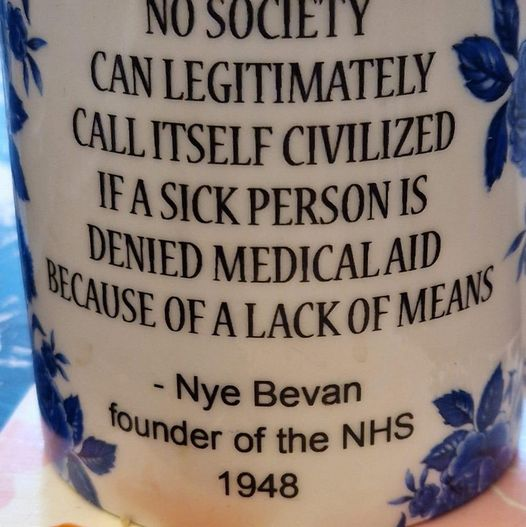 NO SOCIETY
CAN LEGITIMATELY
CALL ITSELF CIVILIZED
IF A SICK PERSON IS
DENIED MEDICAL AID
BECAUSE OF A LACK OF MEANS
- Nye Bevan
founder of the NHS
1948